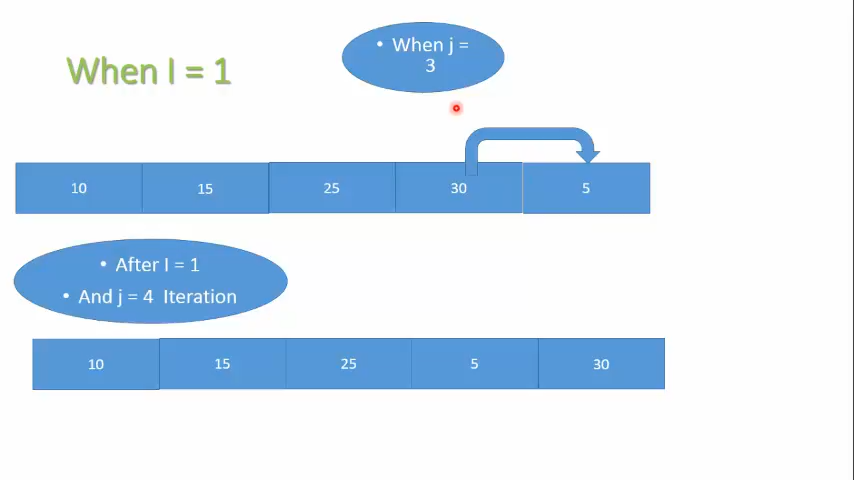 When I = 1
• When j =
3
10 15 25 30 5
• After I = 1
• And j = 4 Iteration
10 15 25 5 30